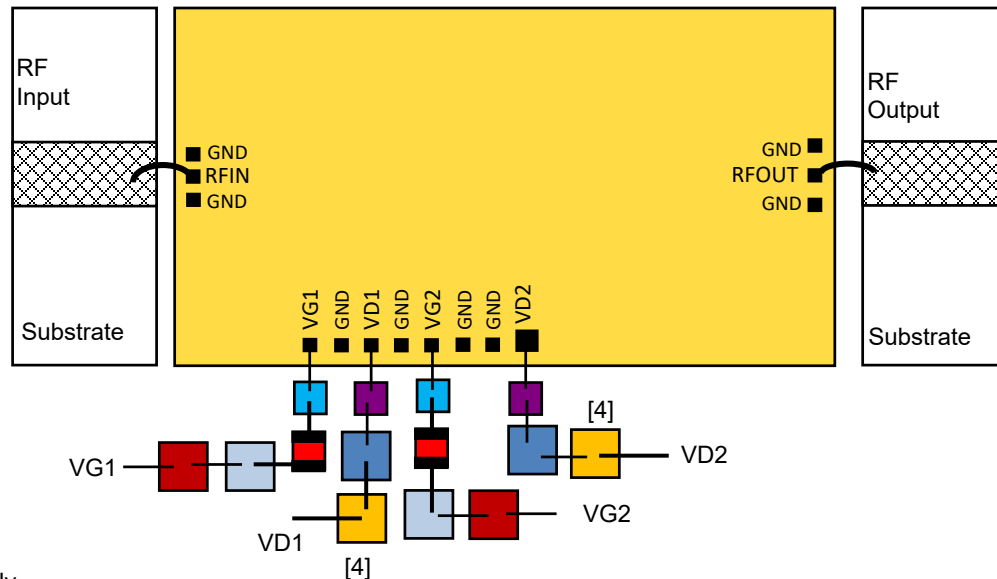 RF
Input
Substrate
GND
RFIN
GND
GND
RFOUT
GND
RF
Output
Substrate
VG1
GND
VD1
GND
VG2
GND
GND
VD2
VG1
VD1
[4]
VG2
[4]
VD2